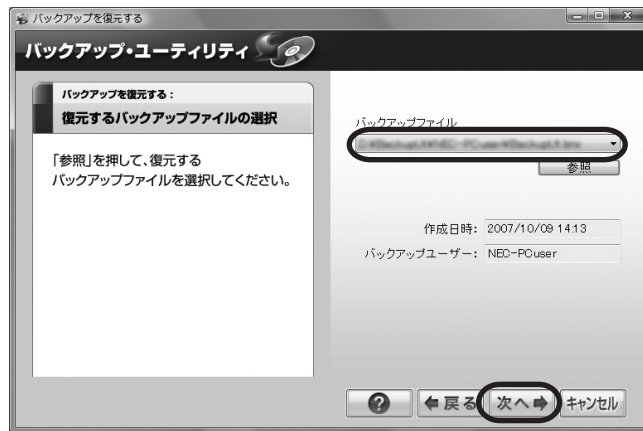 バックアップを復元する
バックアップ・ユーティリティ
バックアップを復元する：
復元するバックアップファイルの選択
「参照」を押して、復元する
バックアップファイルを選択してください。
バックアップファイル
参照
作成日時： 2007/10/09 14:13
バックアップユーザー： NEC-PCuser
? 戻る 次へ キャンセル